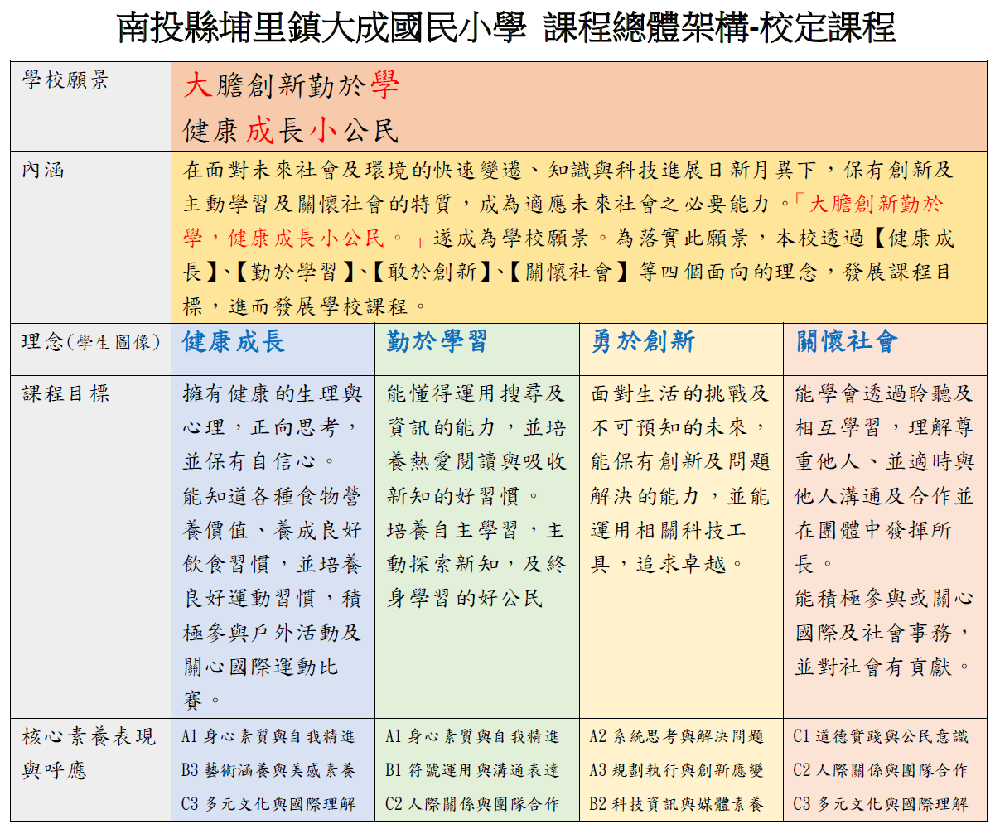 南投縣埔里鎮大成國民小學 課程總體架構-校定課程
學校願景
大膽創新勤於學
健康成長小公民
內涵
在面對未來社會及環境的快速變遷、知識與科技進展日新月異下，保有創新及
主動學習及關懷社會的特質，成為適應未來社會之必要能力。「大膽創新勤於
學，健康成長小公民。」遂成為學校願景。為落實此願景，本校透過【健康成
長】、【勤於學習】、【敢於創新】、【關懷社會】等四個面向的理念，發展課程目
標，進而發展學校課程。
理念(學生圖像)
健康成長
勤於學習
勇於創新
關懷社會
課程目標
擁有健康的生理與
心理，正向思考，
並保有自信心。
能知道各種食物營
養價值、養成良好
飲食習慣，並培養
良好運動習慣，積
極參與戶外活動及
關心國際運動比
賽。
能懂得運用搜尋及
資訊的能力，並培
養熱愛閱讀與吸收
新知的好習慣。
培養自主學習，主
動探索新知，及終
身學習的好公民
面對生活的挑戰及
不可預知的未來，
能保有創新及問題
解決的能力，並能
運用相關科技工
具，追求卓越。
能學會透過聆聽及
相互學習，理解尊
重他人、並適時與
他人溝通及合作並
在團體中發揮所
長。
能積極參與或關心
國際及社會事務，
並對社會有貢獻。
核心素養表現
與呼應
A1 身心素質與自我精進
B3 藝術涵養與美感素養
C3 多元文化與國際理解
A1 身心素質與自我精進
B1 符號運用與溝通表達
C2 人際關係與團隊合作
A2 系統思考與解決問題
A3 規劃執行與創新應變
B2 科技資訊與媒體素養
C1 道德實踐與公民意識
C2 人際關係與團隊合作
C3 多元文化與國際理解